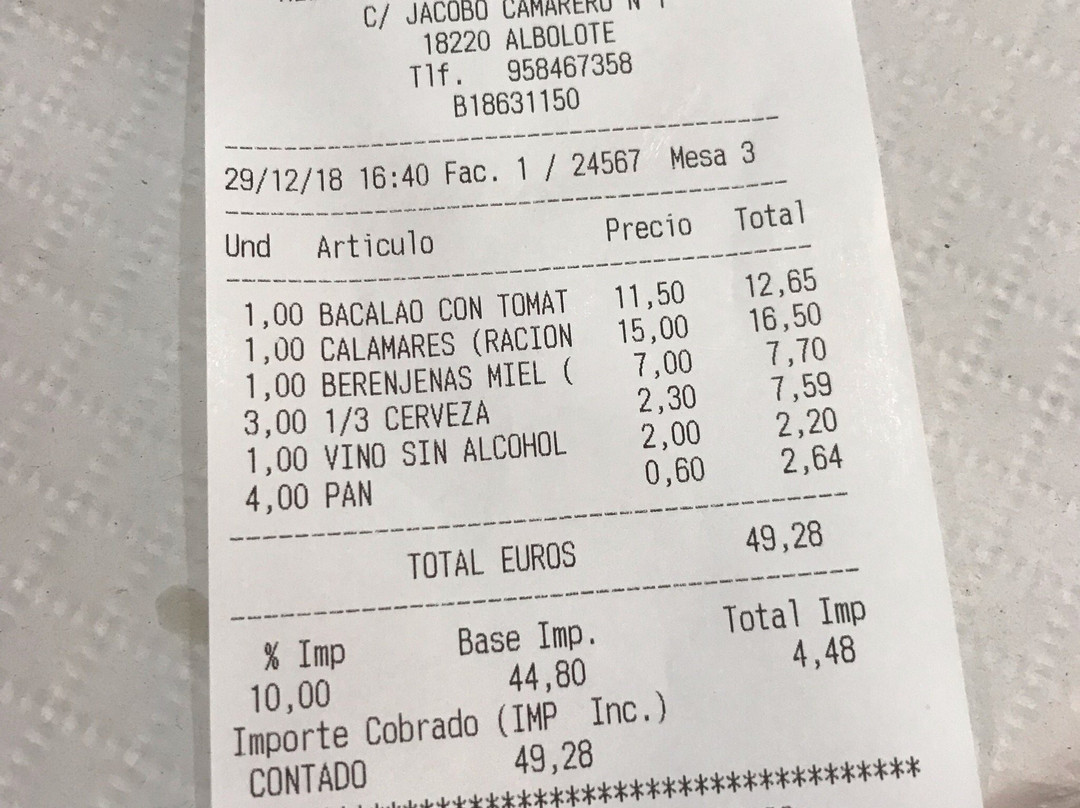 C/ JACOBO CAMARERO Nº 1
18220 ALBOLOTE
Tlf. 958467358
B18631150
29/12/18 16:40 Fac. 1 / 24567 Mesa 3
Und Articulo Precio Total
1,00 BACALAO CON TOMAT 11,50 12,65
1,00 CALAMARES (RACION 15,00 16,50
1,00 BERENJENAS MIEL ( 7,00 7,70
3,00 1/3 CERVEZA 2,30 7,59
1,00 VINO SIN ALCOHOL 2,00 2,20
4,00 PAN 0,60 2,64
TOTAL EUROS 49,28
% Imp Base Imp. Total Imp
10,00 44,80 4,48
Importe Cobrado (IMP Inc.)
CONTADO 49,28